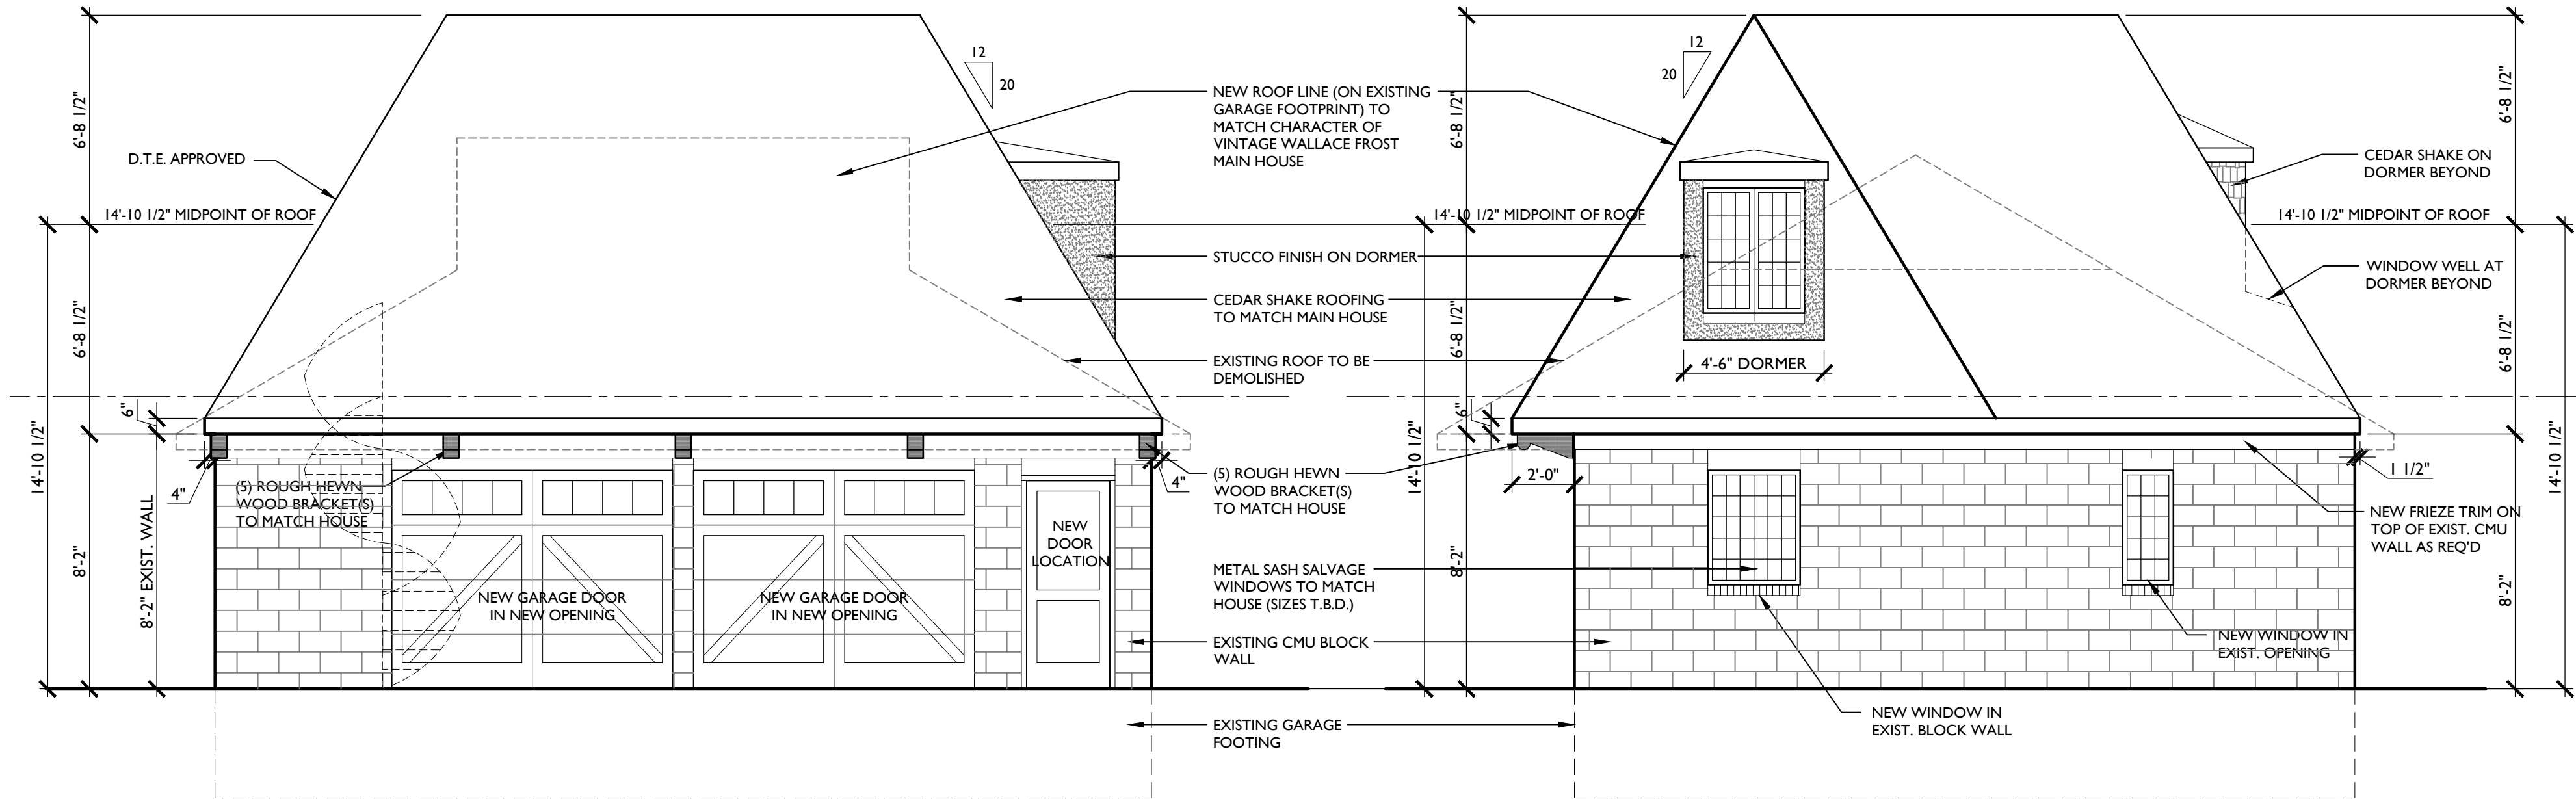 6'-8 1/2"
D.T.E. APPROVED
14'-10 1/2" MIDPOINT OF ROOF
6'-8 1/2"
6"
14'-10 1/2"
8'-2"
8'-2" EXIST. WALL
4"
(5) ROUGH HEWN
WOOD BRACKET(S)
TO MATCH HOUSE
NEW GARAGE DOOR
IN NEW OPENING
NEW GARAGE DOOR
IN NEW OPENING
NEW
DOOR
LOCATION
4"
12
20
NEW ROOF LINE (ON EXISTING
GARAGE FOOTPRINT) TO
MATCH CHARACTER OF
VINTAGE WALLACE FROST
MAIN HOUSE
STUCCO FINISH ON DORMER
CEDAR SHAKE ROOFING
TO MATCH MAIN HOUSE
EXISTING ROOF TO BE
DEMOLISHED
(5) ROUGH HEWN
WOOD BRACKET(S)
TO MATCH HOUSE
METAL SASH SALVAGE
WINDOWS TO MATCH
HOUSE (SIZES T.B.D.)
EXISTING CMU BLOCK
WALL
EXISTING GARAGE
FOOTING
6'-8 1/2"
14'-10 1/2" MIDPOINT OF ROOF
6'-8 1/2"
6"
14'-10 1/2"
8'-2"
2'-0"
12
20
4'-6" DORMER
NEW WINDOW IN
EXIST. BLOCK WALL
NEW WINDOW IN
EXIST. OPENING
6'-8 1/2"
CEDAR SHAKE ON
DORMER BEYOND
14'-10 1/2" MIDPOINT OF ROOF
WINDOW WELL AT
DORMER BEYOND
6'-8 1/2"
1 1/2"
NEW FRIEZE TRIM ON
TOP OF EXIST. CMU
WALL AS REQ'D
8'-2"
14'-10 1/2"